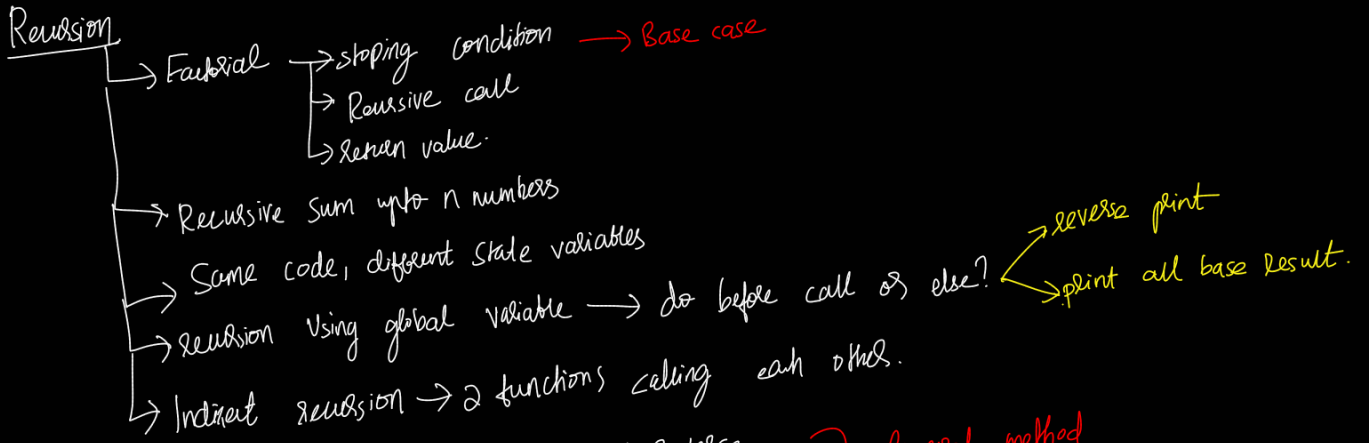 Recursion
Factorial → stoping condition → Base case
→ Recursive call
→ return value.
→ Recursive sum upto n numbers
→ Same code, different state variables
→ recursion using global variable → do before call or else? → reverse print
→ print all base result.
→ Indirect recursion → 2 functions calling each other.
method